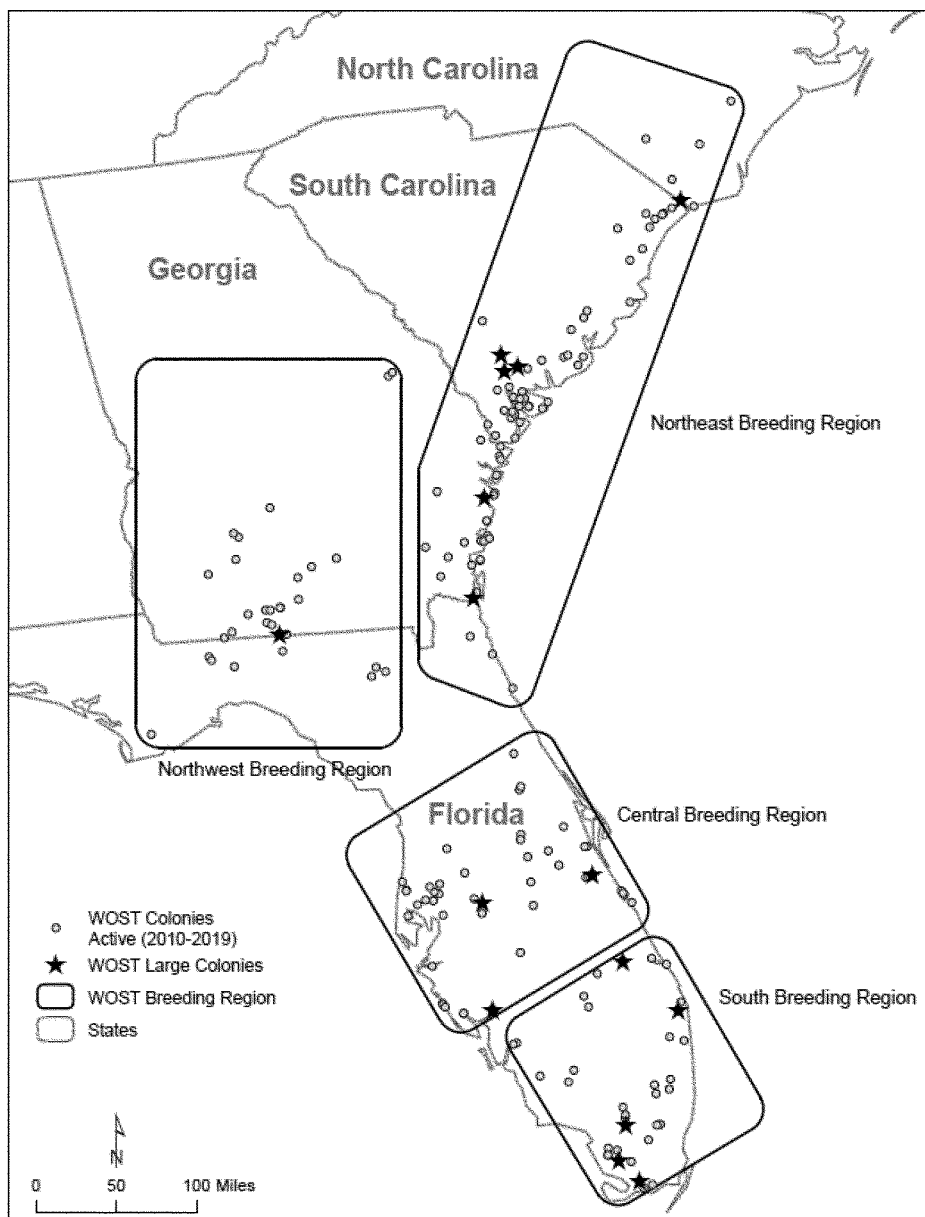 North Carolina
South Carolina
Georgia
Northeast Breeding Region
Northwest Breeding Region
Florida
Central Breeding Region
WOST Colonies
Active (2010-2019)
WOST Large Colonies
WOST Breeding Region
States
South Breeding Region
N
0 50 100 Miles